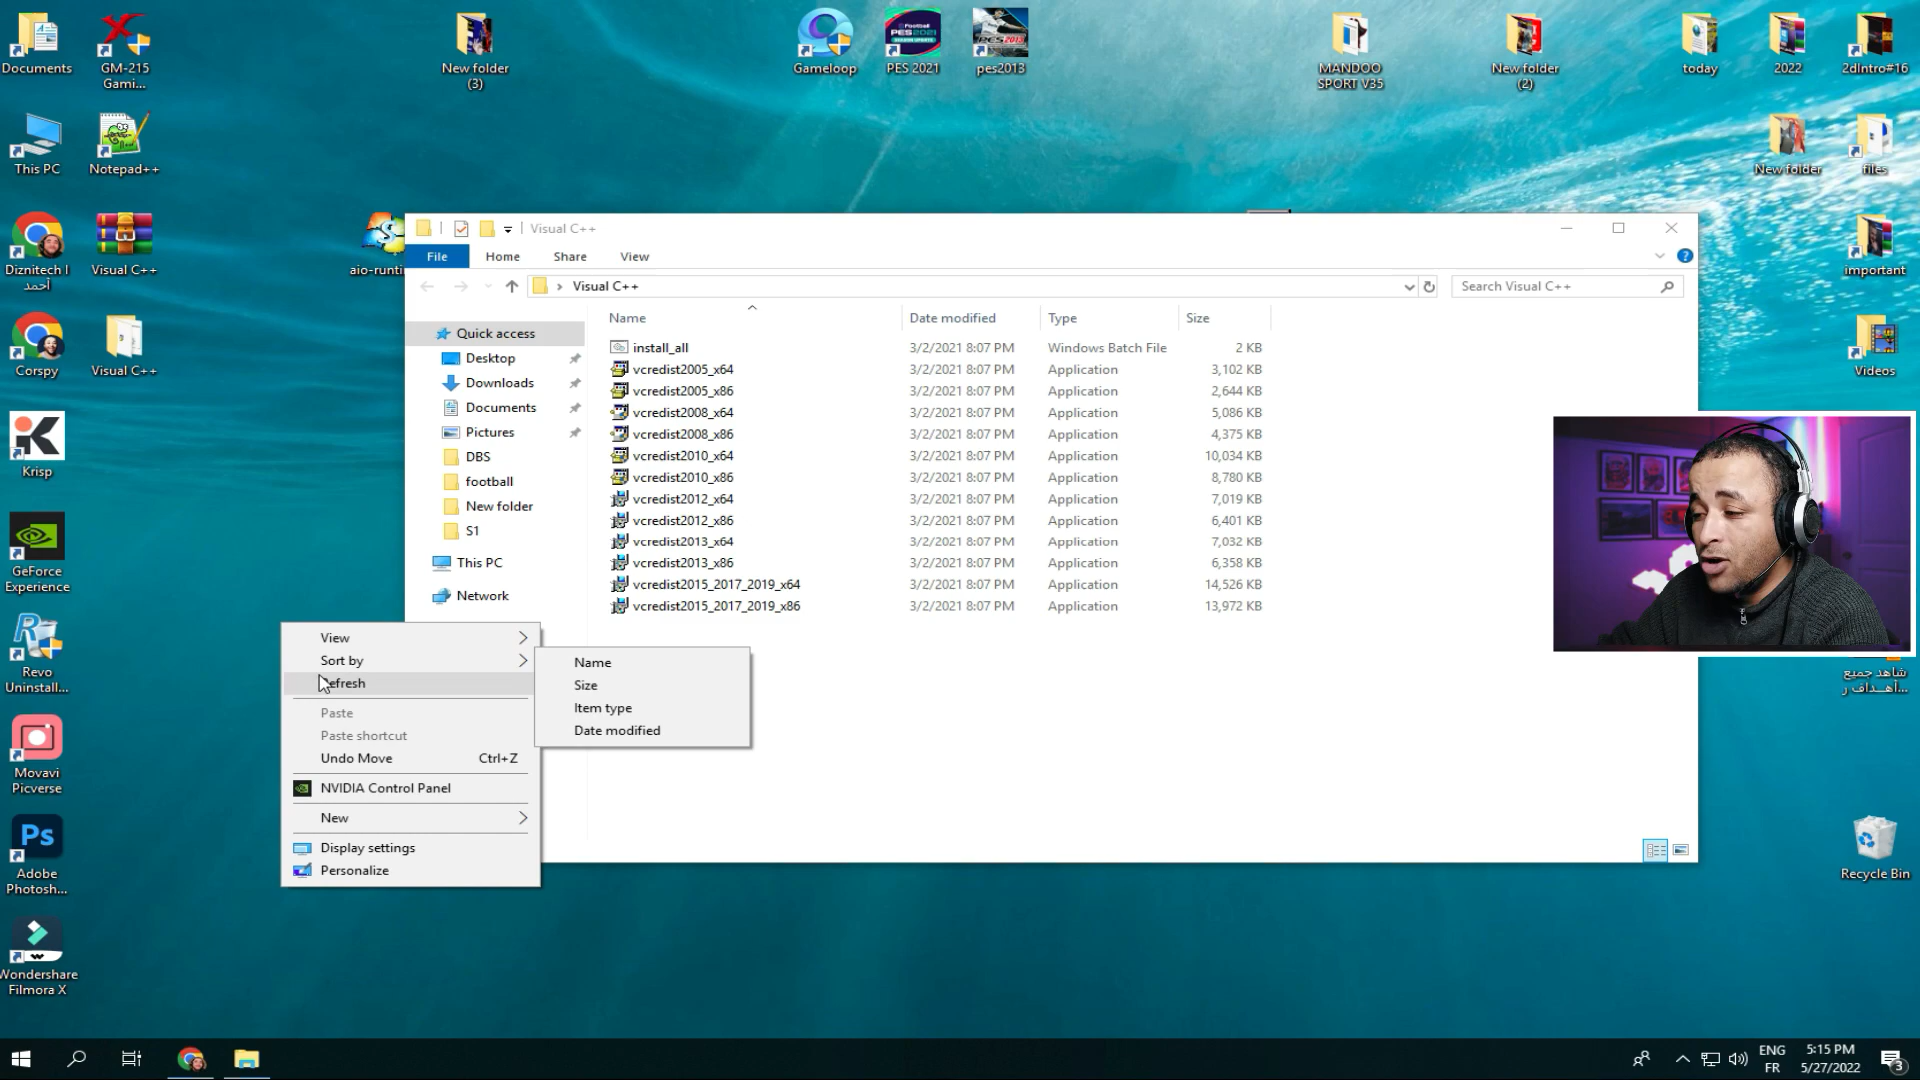 Documents
GM-215
Gami...
New folder
(3)
Gameloop
PES 2021
pes2013
MANDOO
SPORT V35
New folder
(2)
today
2022
2dIntro#16
This PC
Notepad++
New folder
files
Diznitech l
أحمد
Visual C++
aio-runti
important
Corspy
Visual C++
Videos
Krisp
GeForce
Experience
Revo
Uninstall...
Movavi
Picverse
Ps
Adobe
Photosh...
Wondershare
Filmora X
شاهد جميع
أهـــداف ر...
Recycle Bin
Visual C++
File
Home
Share
View
Visual C++
Search Visual C++
Quick access
Desktop
Downloads
Documents
Pictures
DBS
football
New folder
S1
This PC
Network
Name Date modified Type Size
install_all 3/2/2021 8:07 PM Windows Batch File 2 KB
vcredist2005_x64 3/2/2021 8:07 PM Application 3,102 KB
vcredist2005_x86 3/2/2021 8:07 PM Application 2,644 KB
vcredist2008_x64 3/2/2021 8:07 PM Application 5,086 KB
vcredist2008_x86 3/2/2021 8:07 PM Application 4,375 KB
vcredist2010_x64 3/2/2021 8:07 PM Application 10,034 KB
vcredist2010_x86 3/2/2021 8:07 PM Application 8,780 KB
vcredist2012_x64 3/2/2021 8:07 PM Application 7,019 KB
vcredist2012_x86 3/2/2021 8:07 PM Application 6,401 KB
vcredist2013_x64 3/2/2021 8:07 PM Application 7,032 KB
vcredist2013_x86 3/2/2021 8:07 PM Application 6,358 KB
vcredist2015_2017_2019_x64 3/2/2021 8:07 PM Application 14,526 KB
vcredist2015_2017_2019_x86 3/2/2021 8:07 PM Application 13,972 KB
View
Sort by
efresh
Paste
Paste shortcut
Undo Move Ctrl+Z
NVIDIA Control Panel
New
Display settings
Personalize
Name
Size
Item type
Date modified
ENG
FR
5:15 PM
5/27/2022
3